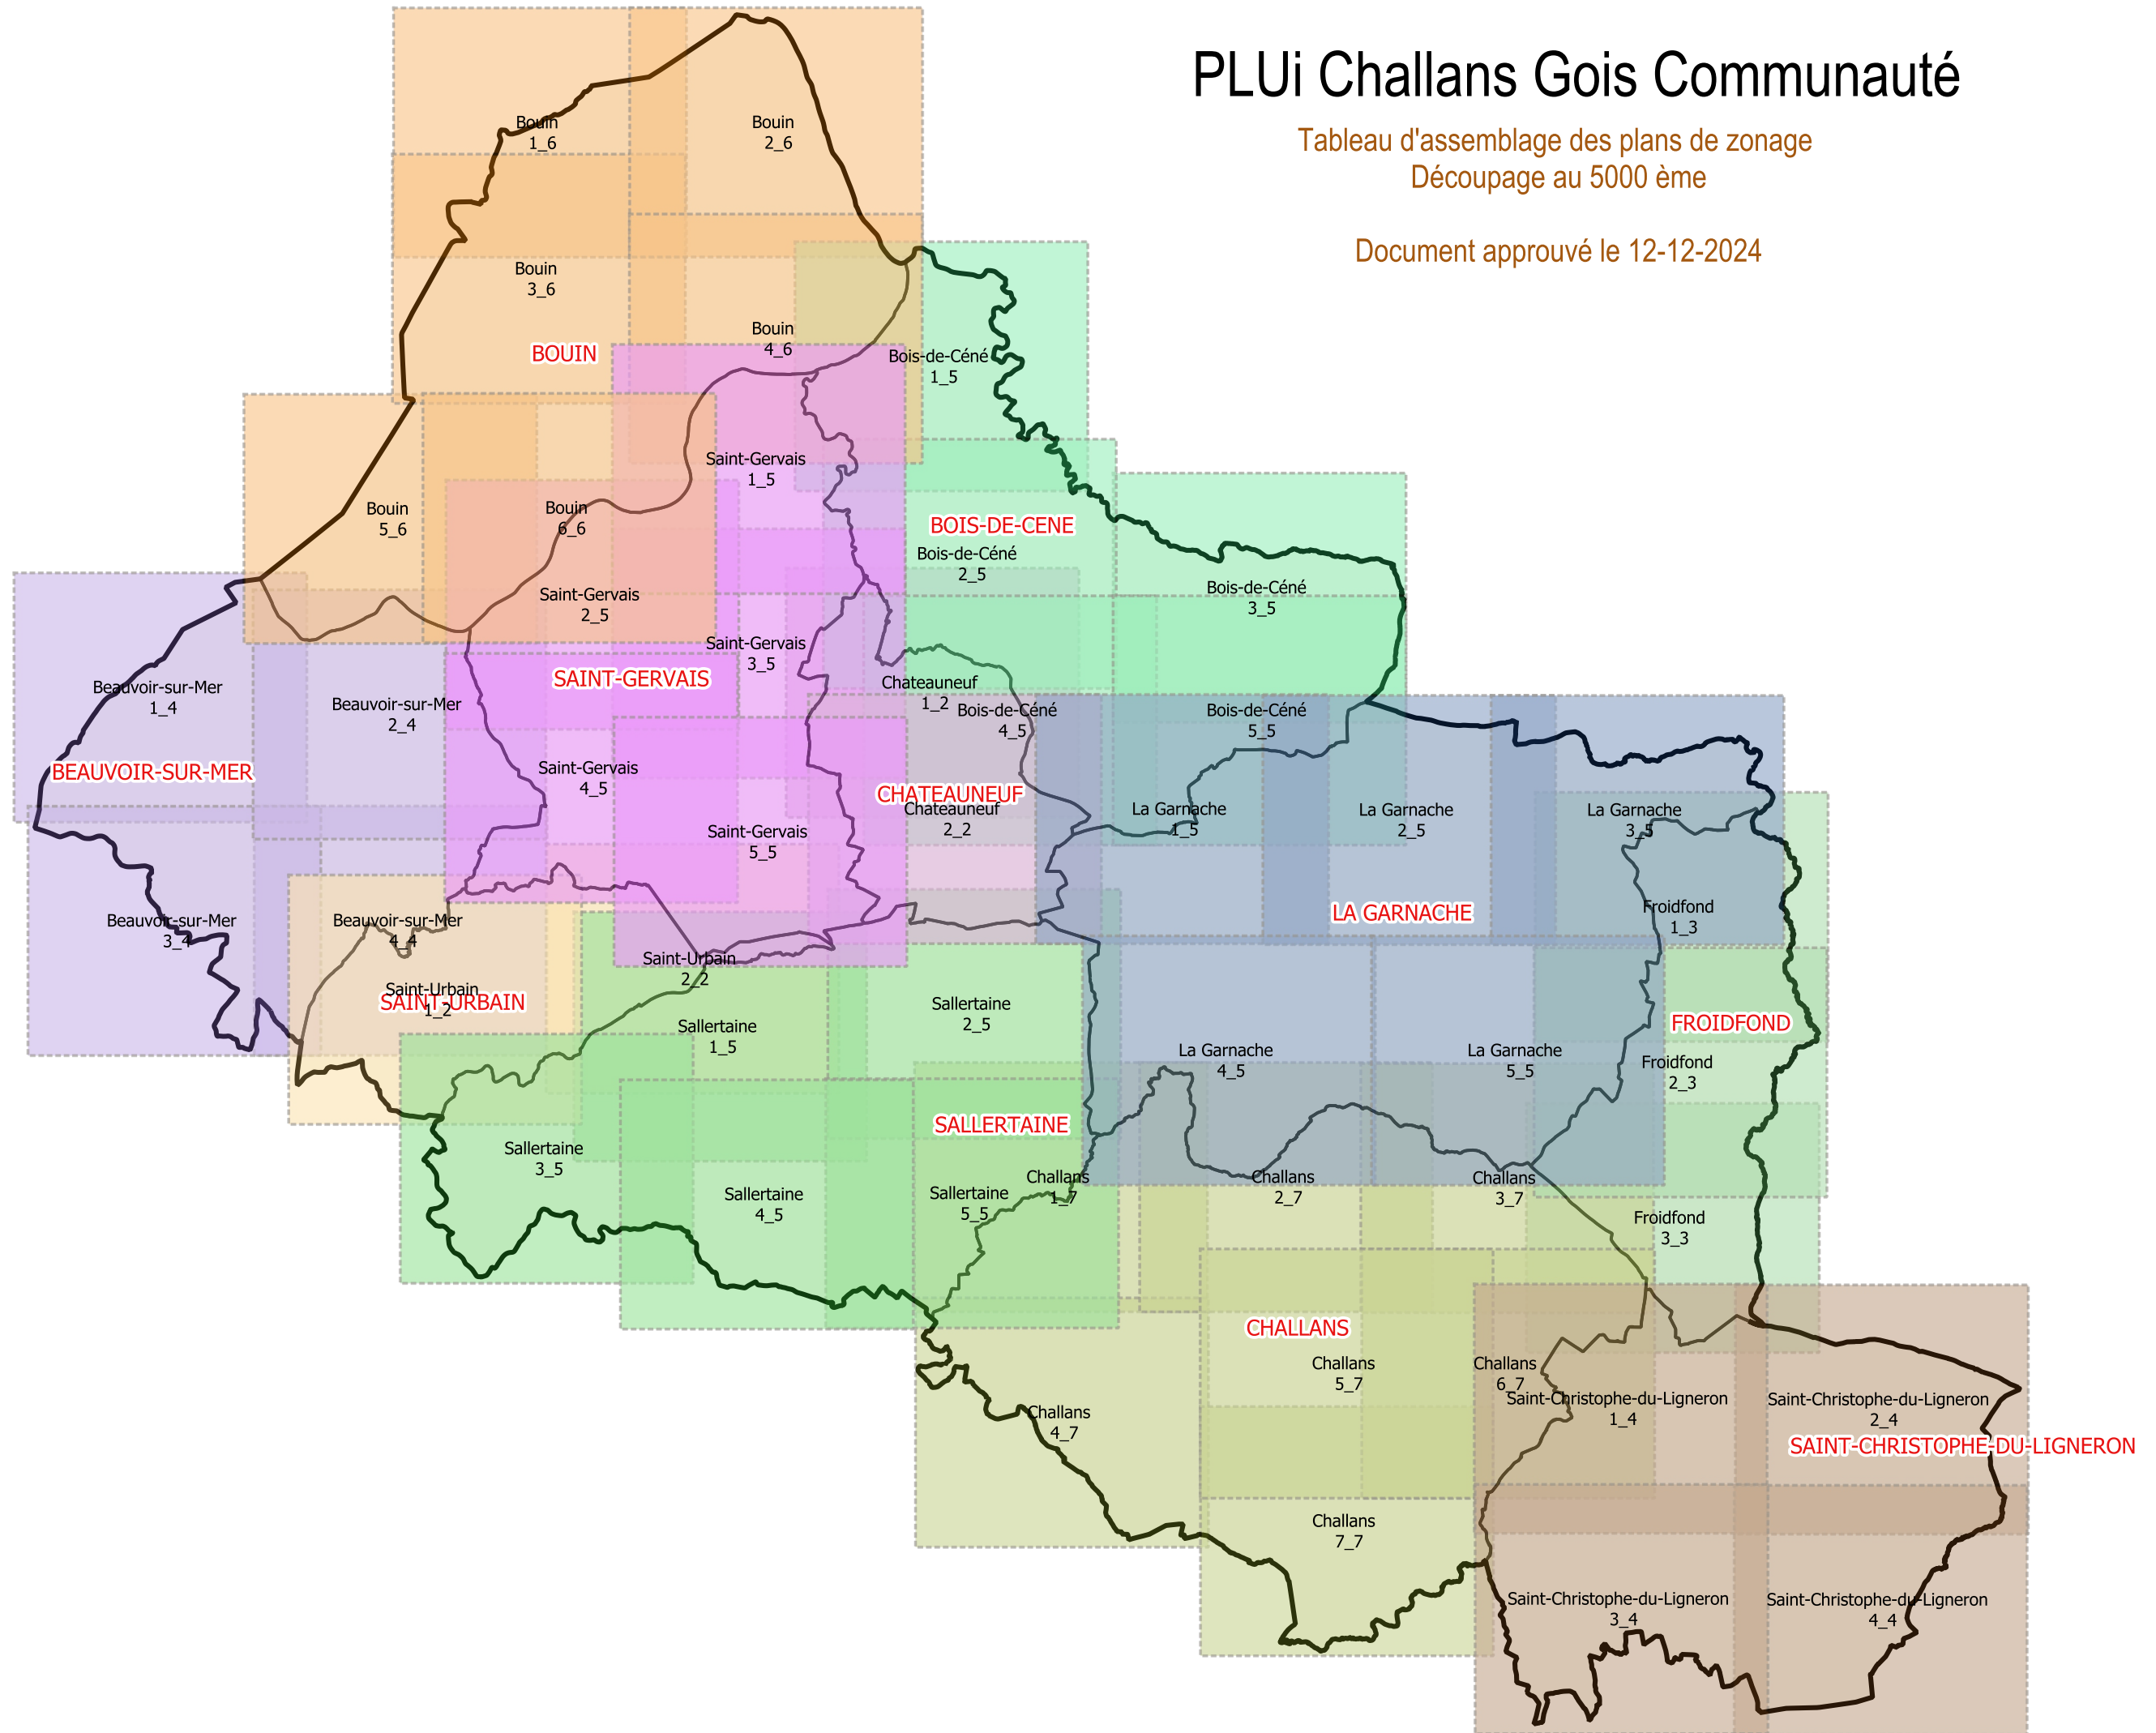 PLUi Challans Gois Communauté
Tableau d'assemblage des plans de zonage
Découpage au 5000 ème
Document approuvé le 12-12-2024
Bouin
1_6
Bouin
2_6
Bouin
3_6
Bouin
4_6
BOUIN
Bois-de-Céné
1_5
Saint-Gervais
1_5
Bouin
5_6
Bouin
6_6
BOIS-DE-CENE
Bois-de-Céné
2_5
Bois-de-Céné
3_5
Saint-Gervais
2_5
Saint-Gervais
3_5
SAINT-GERVAIS
Beauvoir-sur-Mer
1_4
Beauvoir-sur-Mer
2_4
Chateauneuf
1_2
Bois-de-Céné
4_5
Bois-de-Céné
5_5
BEAUVOIR-SUR-MER
Saint-Gervais
4_5
CHATEAUNEUF
Chateauneuf
2_2
La Garnache
1_5
La Garnache
2_5
La Garnache
3_5
Saint-Gervais
5_5
Beauvoir-sur-Mer
3_4
Beauvoir-sur-Mer
4_4
LA GARNACHE
Froidfond
1_3
Saint-Urbain
2_2
Saint-Urbain
1_2
SAINT-URBAIN
Sallertaine
1_5
Sallertaine
2_5
FROIDFOND
La Garnache
4_5
La Garnache
5_5
Froidfond
2_3
SALLERTAINE
Sallertaine
3_5
Sallertaine
4_5
Sallertaine
5_5
Challans
1_7
Challans
2_7
Challans
3_7
Froidfond
3_3
CHALLANS
Challans
4_7
Challans
5_7
Challans
6_7
Saint-Christophe-du-Ligneron
1_4
Saint-Christophe-du-Ligneron
2_4
SAINT-CHRISTOPHE-DU-LIGNERON
Challans
7_7
Saint-Christophe-du-Ligneron
3_4
Saint-Christophe-du-Ligneron
4_4